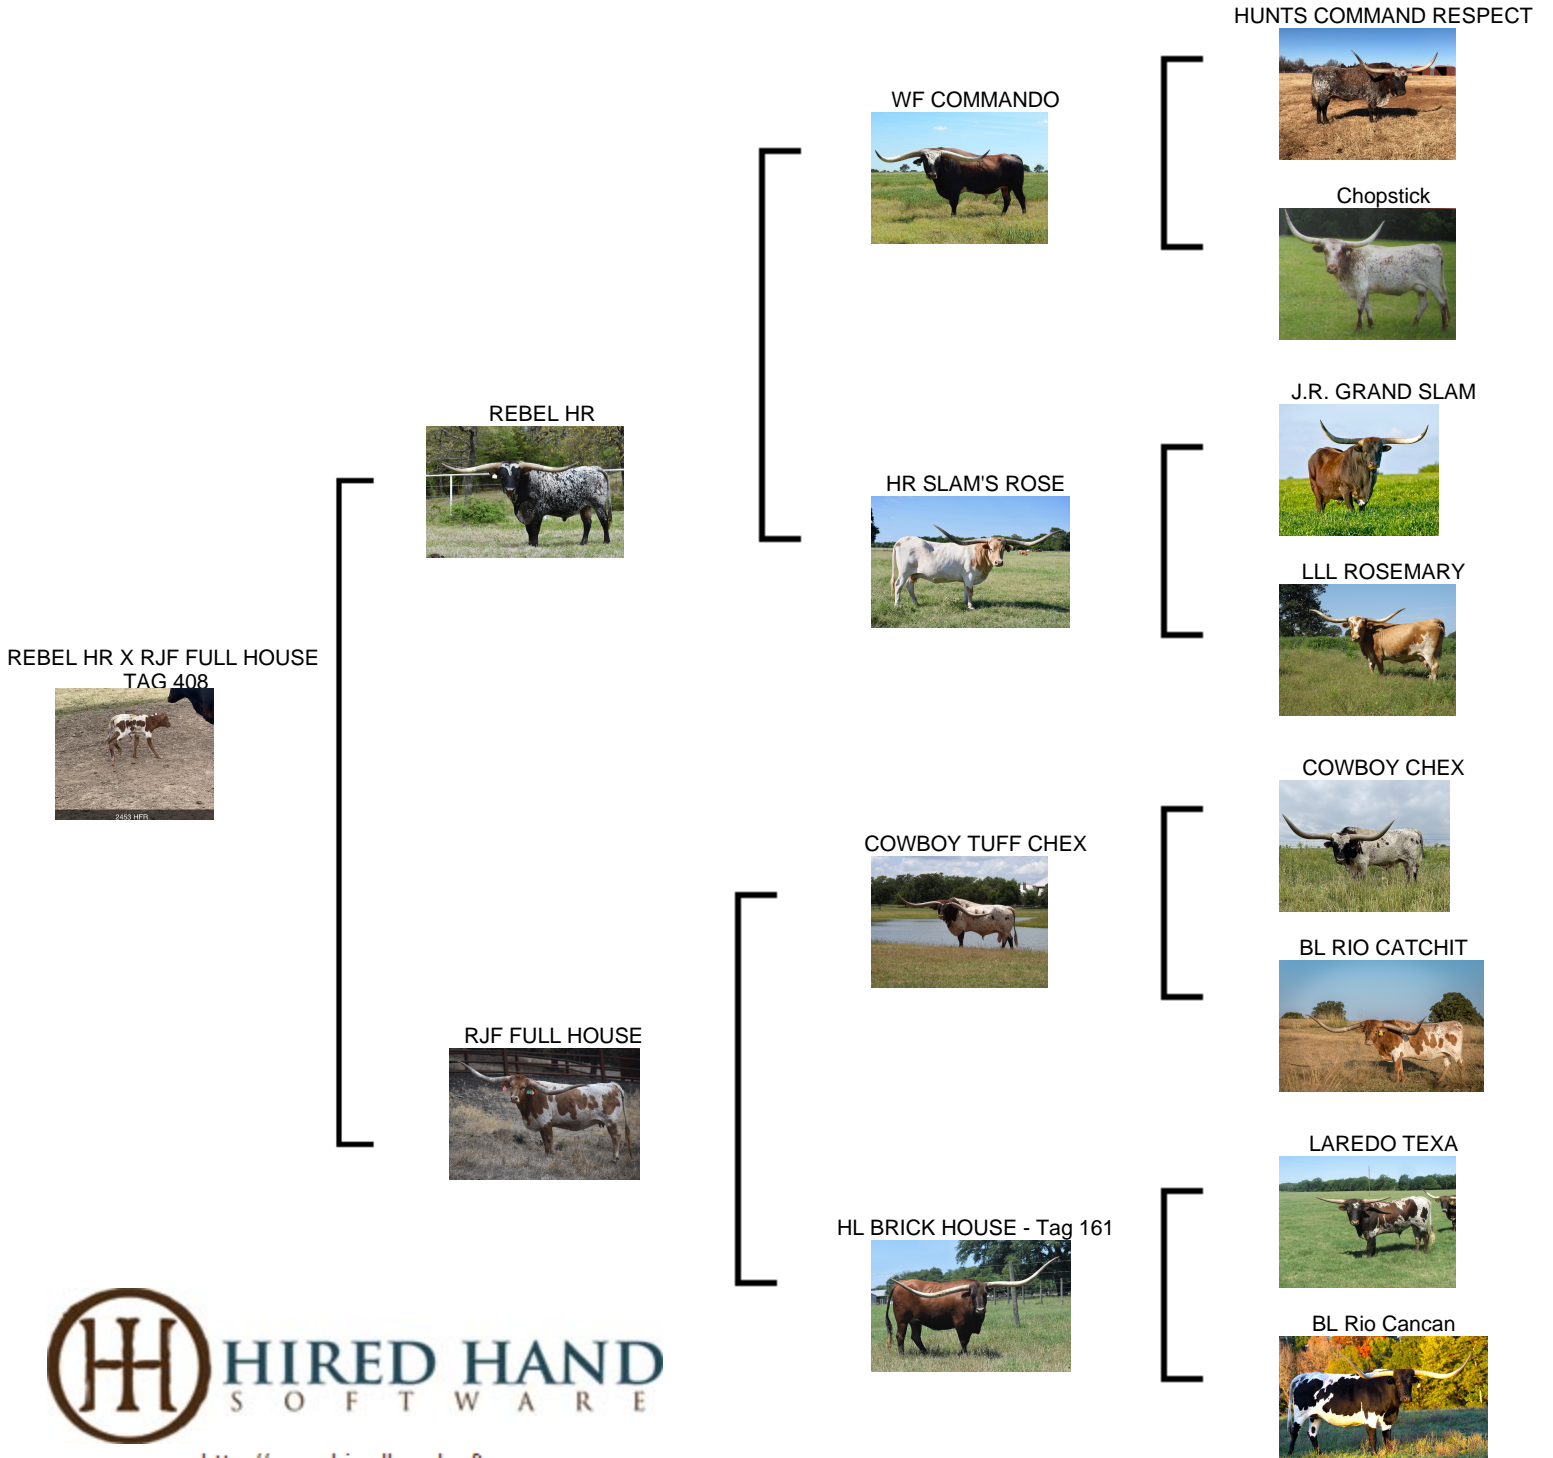 HUNTS COMMAND RESPECT
WF COMMANDO
Chopstick
J.R. GRAND SLAM
REBEL HR
HR SLAM'S ROSE
LLL ROSEMARY
REBEL HR X RJF FULL HOUSE
TAG 408
2453 HFR
COWBOY CHEX
COWBOY TUFF CHEX
BL RIO CATCHIT
RJF FULL HOUSE
LAREDO TEXA
HL BRICK HOUSE - Tag 161
BL Rio Cancan
HIRED HAND
SOFTWARE